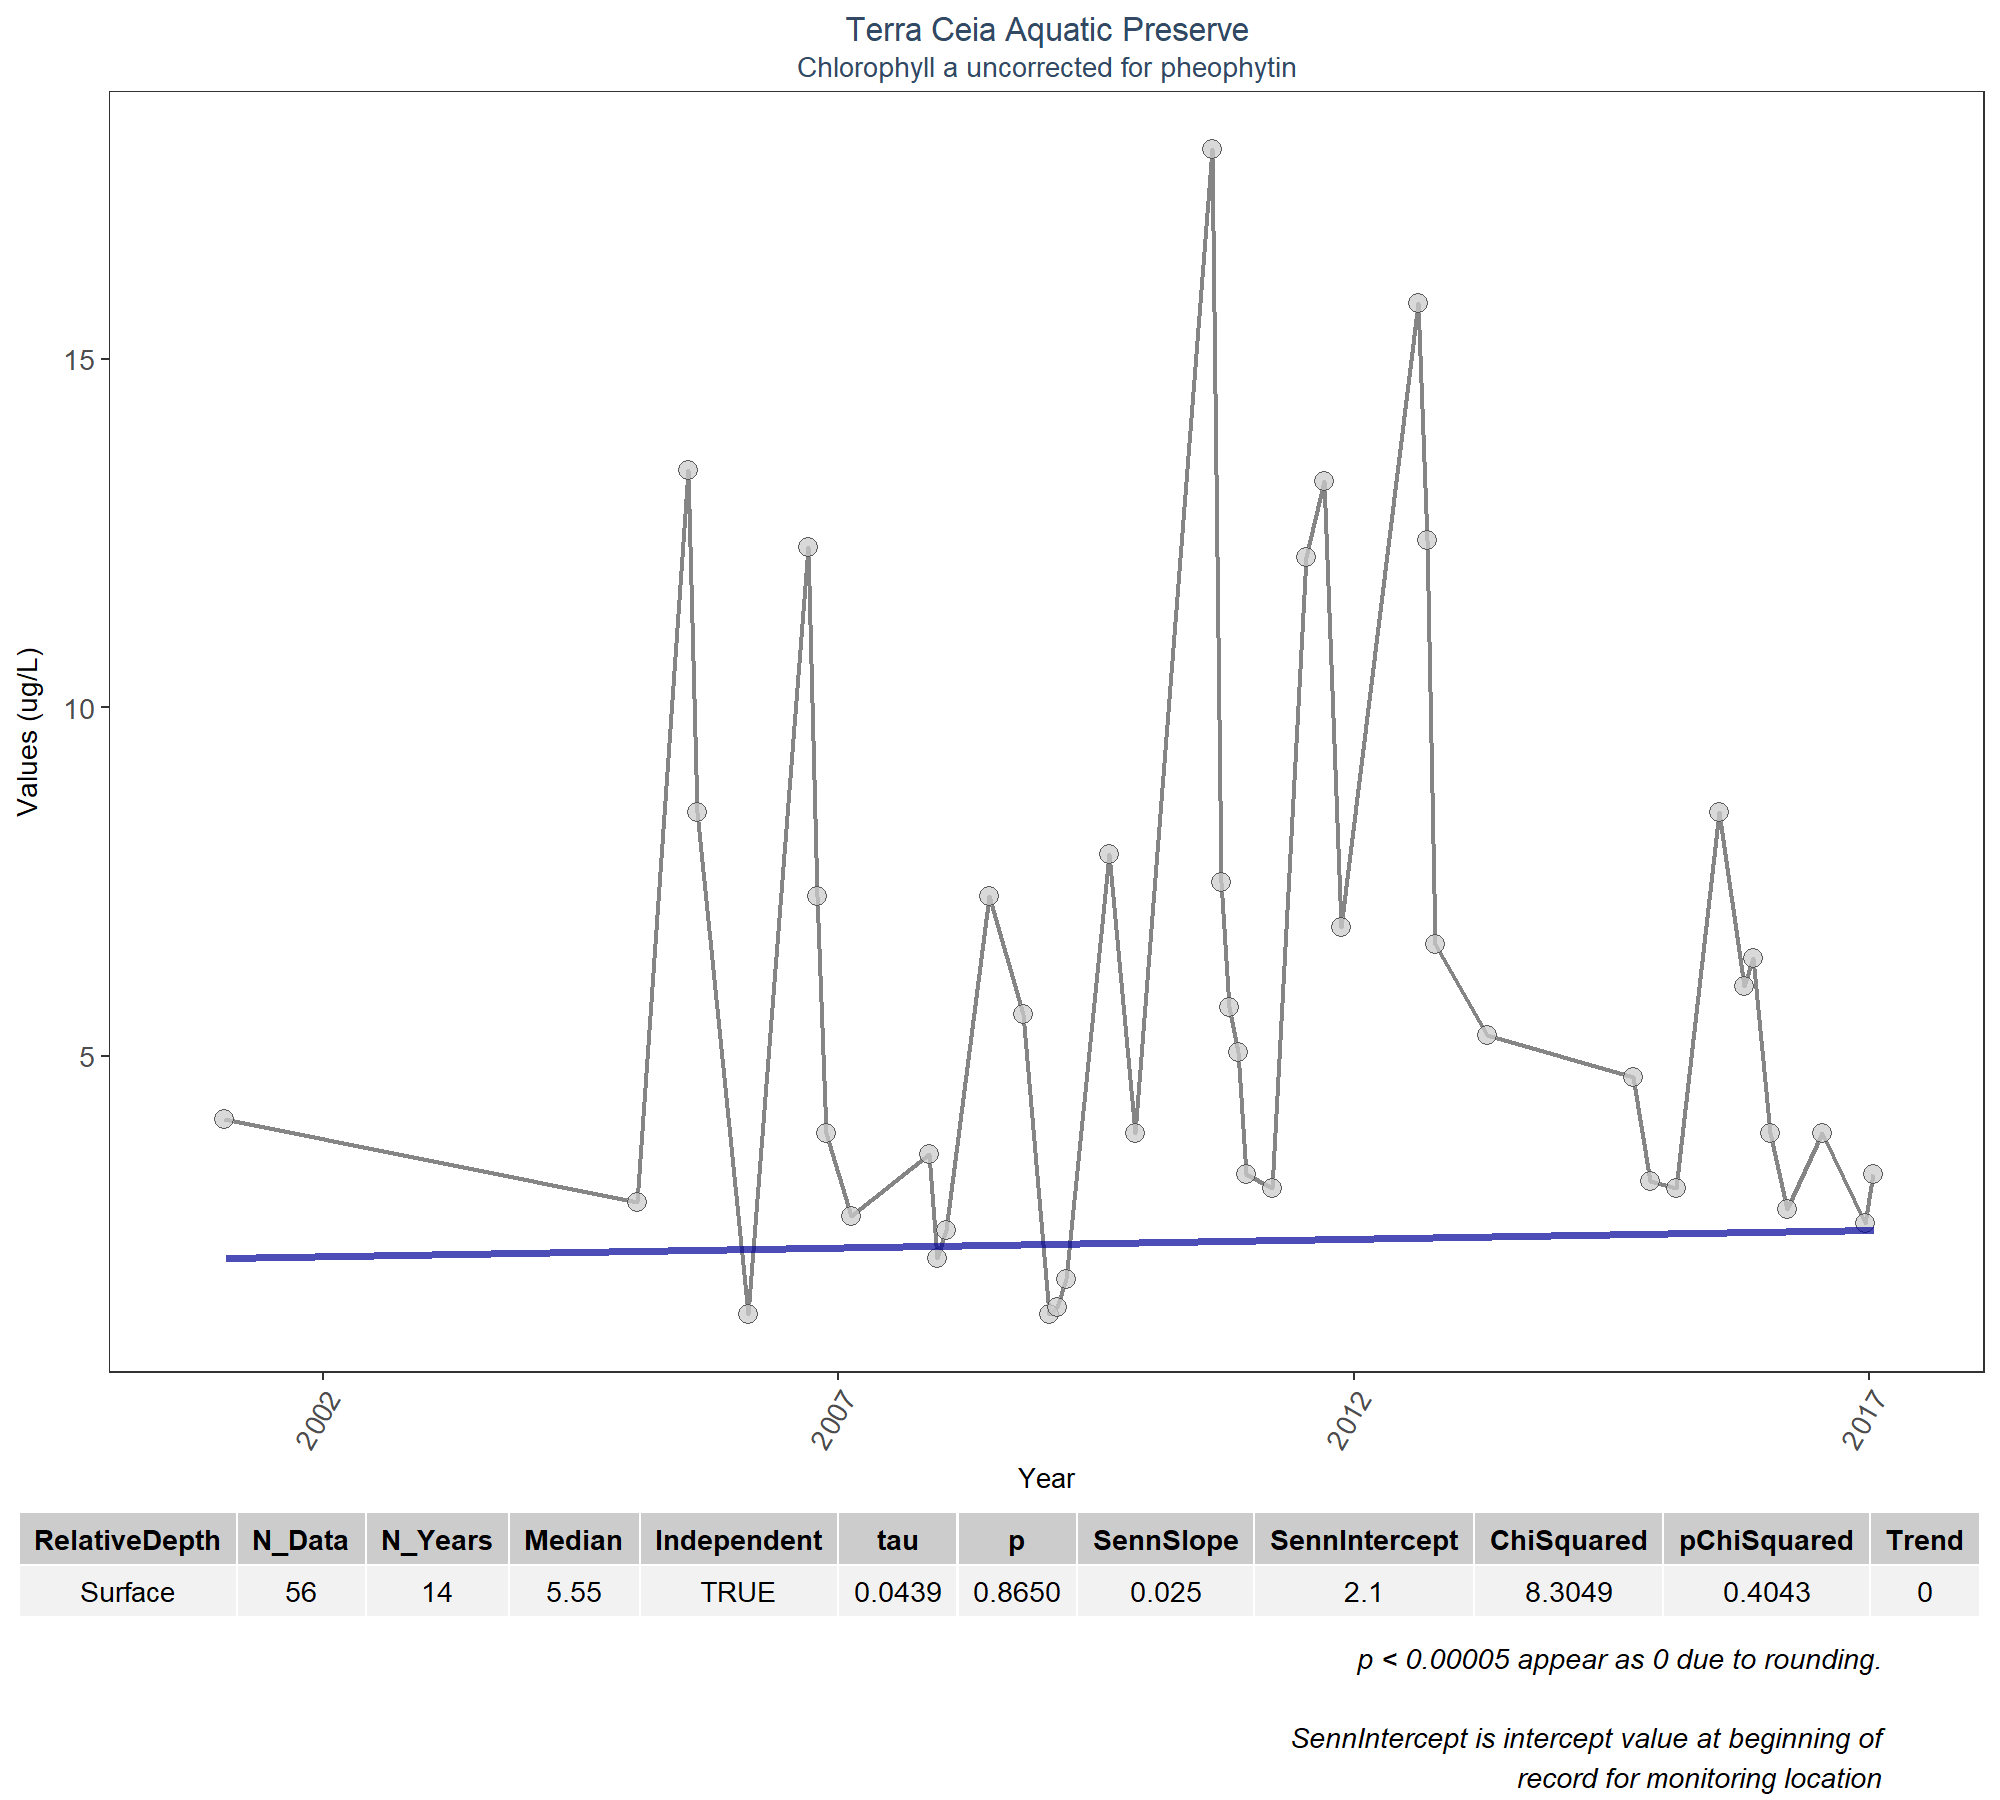 Terra Ceia Aquatic Preserve
Chlorophyll a uncorrected for pheophytin
Values (ug/L)
15
10
5
2002 2007 2012 2017
Year
RelativeDepth N_Data N_Years Median Independent tau p SennSlope SennIntercept ChiSquared pChiSquared Trend
Surface 56 14 5.55 TRUE 0.0439 0.8650 0.025 2.1 8.3049 0.4043 0
p < 0.00005 appear as 0 due to rounding.
SennIntercept is intercept value at beginning of
record for monitoring location